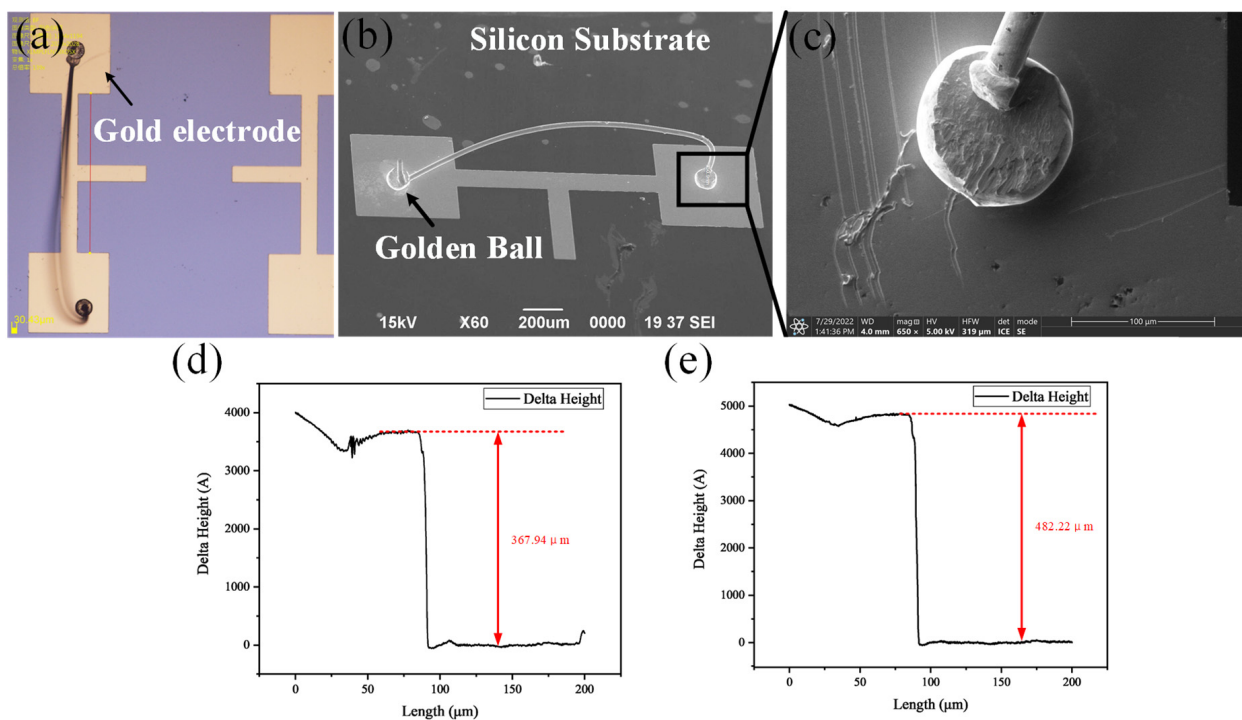 (a)
Gold electrode
(b)
Silicon Substrate
Golden Ball
15kV X60 200um 0000 19 37 SEI
(c)
7/29/2022 WD mag HV HFW det mode
1:41:36 PM 4.0 mm 650 × 5.00 kV 319 µm ICE SE
100 µm
(d)
Delta Height
4000
3000
2000
1000
0
Delta Height (A)
367.94 μm
0 50 100 150 200
Length (μm)
(e)
Delta Height
5000
4000
3000
2000
1000
0
Delta Height (A)
482.22 μm
0 50 100 150 200
Length (μm)